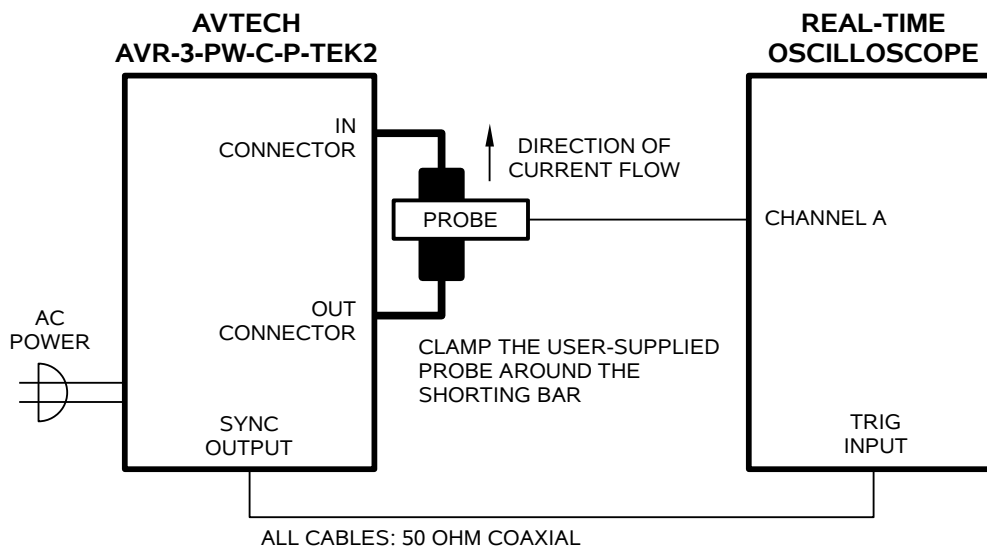 AVTECH
AVR-3-PW-C-P-TEK2
REAL-TIME
OSCILLOSCOPE
IN
CONNECTOR
DIRECTION OF
CURRENT FLOW
PROBE
CHANNEL A
OUT
CONNECTOR
AC
POWER
CLAMP THE USER-SUPPLIED
PROBE AROUND THE
SHORTING BAR
SYNC
OUTPUT
TRIG
INPUT
ALL CABLES: 50 OHM COAXIAL